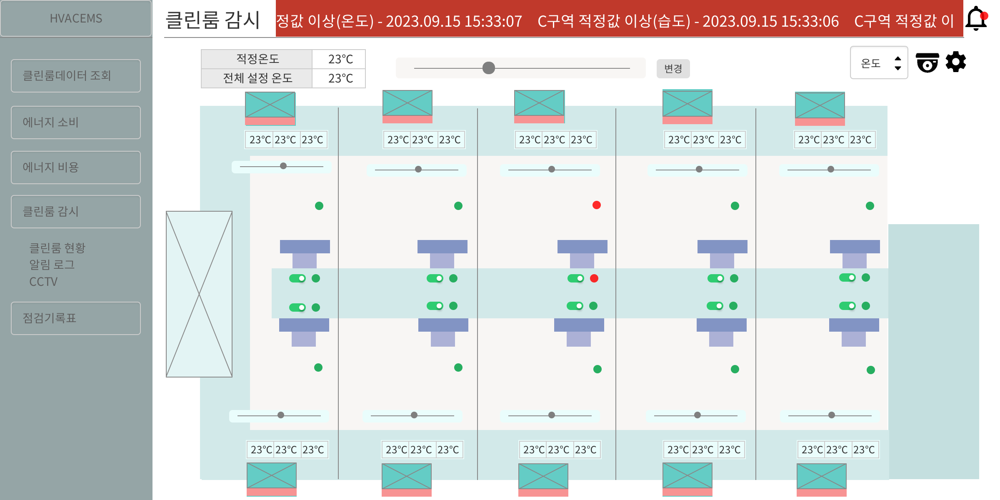 HVACEMS
클린룸데이터 조회
에너지 소비
에너지 비용
클린룸 감시
클린룸 현황
알림 로그
CCTV
점검기록표
클린룸 감시
정값 이상(온도) - 2023.09.15 15:33:07 C구역 적정값 이상(습도) - 2023.09.15 15:33:06 C구역 적정값 이
적정온도 23℃
전체 설정 온도 23℃
변경
온도
23℃ 23℃ 23℃
23℃ 23℃ 23℃
23℃ 23℃ 23℃
23℃ 23℃ 23℃
23℃ 23℃ 23℃
23℃ 23℃ 23℃
23℃ 23℃ 23℃
23℃ 23℃ 23℃
23℃ 23℃ 23℃
23℃ 23℃ 23℃